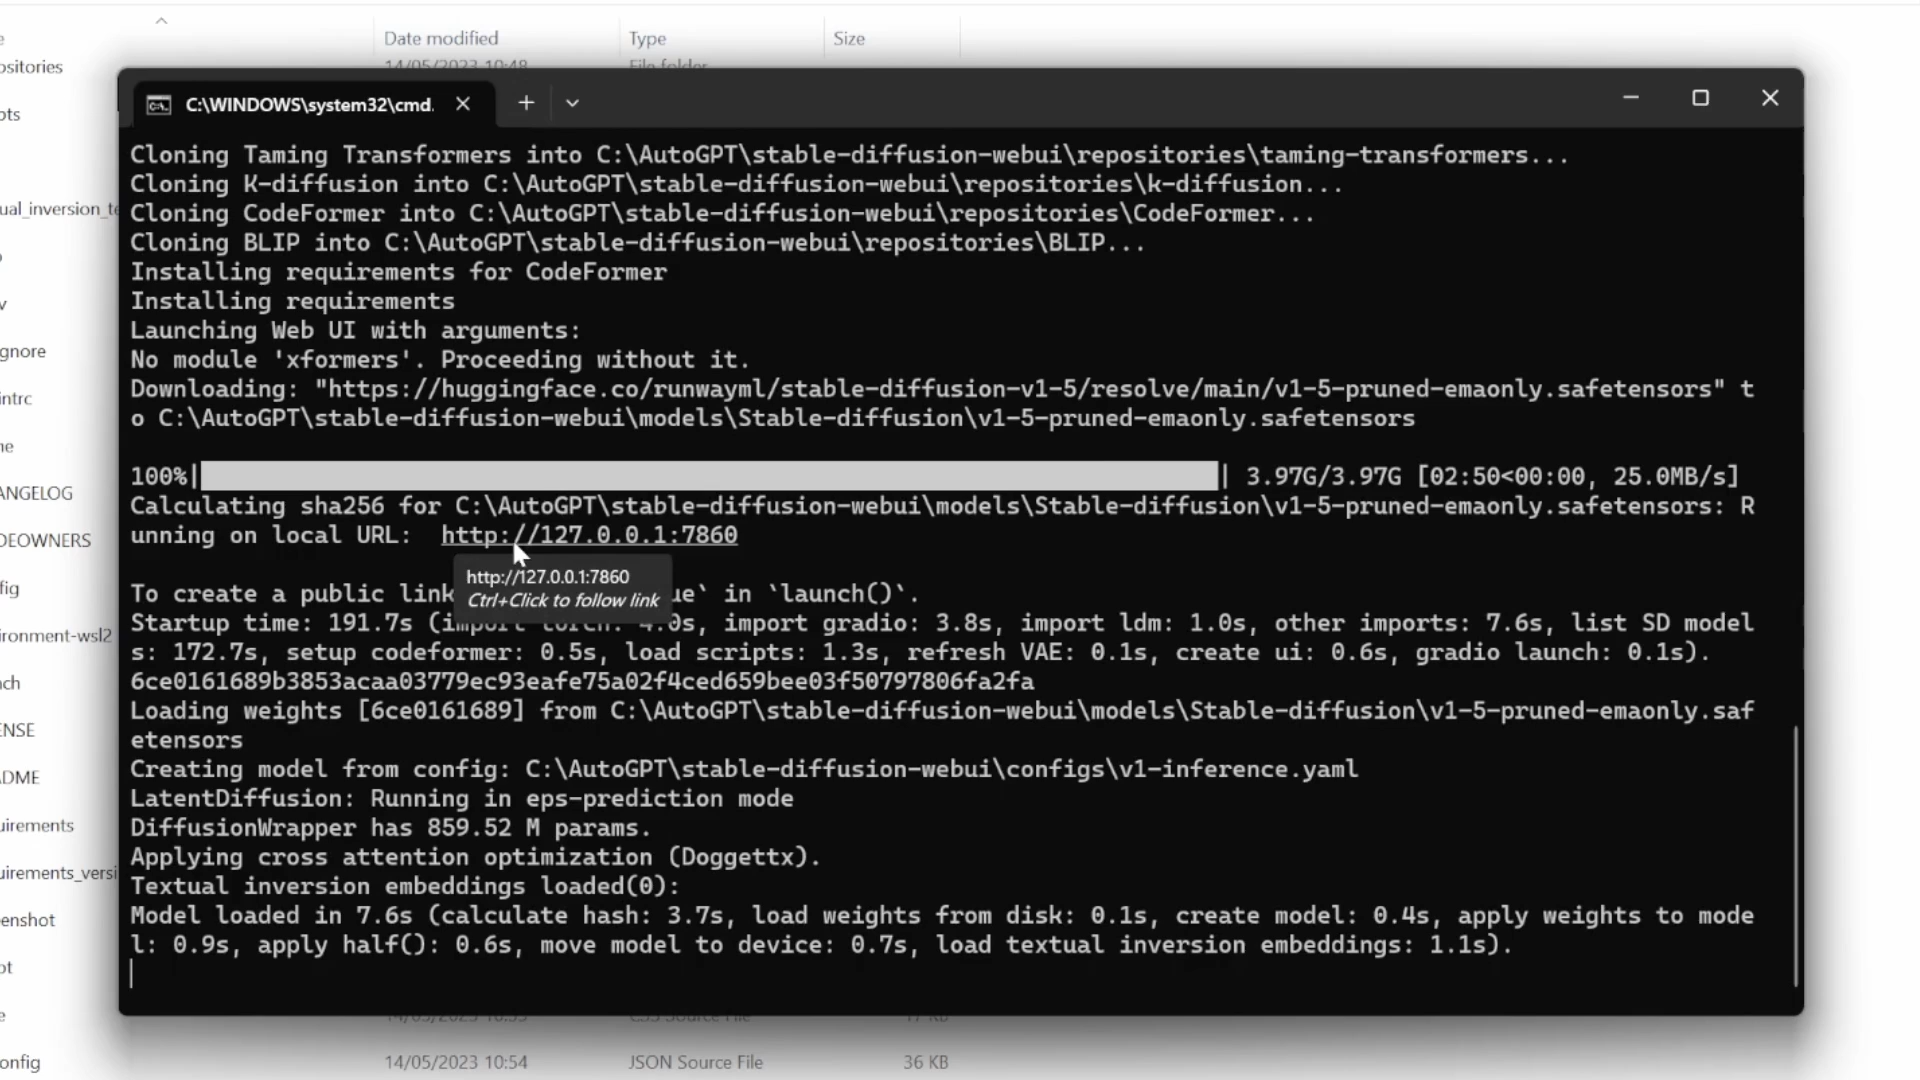 Date modified Type Size
ositories 14/05/2023 10:48 File folder
C:\WINDOWS\system32\cmd.
pts
ual_inversion_te
v
gnore
intrc
ne
ANGELOG
DEOWNERS
fig
ironment-wsl2
nch
ENSE
DME
uirements
uirements_versi
enshot
pt
e
onfig
Cloning Taming Transformers into C:\AutoGPT\stable-diffusion-webui\repositories\taming-transformers...
Cloning K-diffusion into C:\AutoGPT\stable-diffusion-webui\repositories\k-diffusion...
Cloning CodeFormer into C:\AutoGPT\stable-diffusion-webui\repositories\CodeFormer...
Cloning BLIP into C:\AutoGPT\stable-diffusion-webui\repositories\BLIP...
Installing requirements for CodeFormer
Installing requirements
Launching Web UI with arguments:
No module 'xformers'. Proceeding without it.
Downloading: "https://huggingface.co/runwayml/stable-diffusion-v1-5/resolve/main/v1-5-pruned-emaonly.safetensors" t
o C:\AutoGPT\stable-diffusion-webui\models\Stable-diffusion\v1-5-pruned-emaonly.safetensors
100%| | 3.97G/3.97G [02:50<00:00, 25.0MB/s]
Calculating sha256 for C:\AutoGPT\stable-diffusion-webui\models\Stable-diffusion\v1-5-pruned-emaonly.safetensors: R
unning on local URL:  http://127.0.0.1:7860
http://127.0.0.1:7860
Ctrl+Click to follow link
To create a public link ue` in `launch()`.
Startup time: 191.7s (import torch: 4.0s, import gradio: 3.8s, import ldm: 1.0s, other imports: 7.6s, list SD model
s: 172.7s, setup codeformer: 0.5s, load scripts: 1.3s, refresh VAE: 0.1s, create ui: 0.6s, gradio launch: 0.1s).
6ce0161689b3853acaa03779ec93eafe75a02f4ced659bee03f50797806fa2fa
Loading weights [6ce0161689] from C:\AutoGPT\stable-diffusion-webui\models\Stable-diffusion\v1-5-pruned-emaonly.saf
etensors
Creating model from config: C:\AutoGPT\stable-diffusion-webui\configs\v1-inference.yaml
LatentDiffusion: Running in eps-prediction mode
DiffusionWrapper has 859.52 M params.
Applying cross attention optimization (Doggettx).
Textual inversion embeddings loaded(0):
Model loaded in 7.6s (calculate hash: 3.7s, load weights from disk: 0.1s, create model: 0.4s, apply weights to mode
l: 0.9s, apply half(): 0.6s, move model to device: 0.7s, load textual inversion embeddings: 1.1s).
14/05/2023 10:54 JSON Source File 36 KB